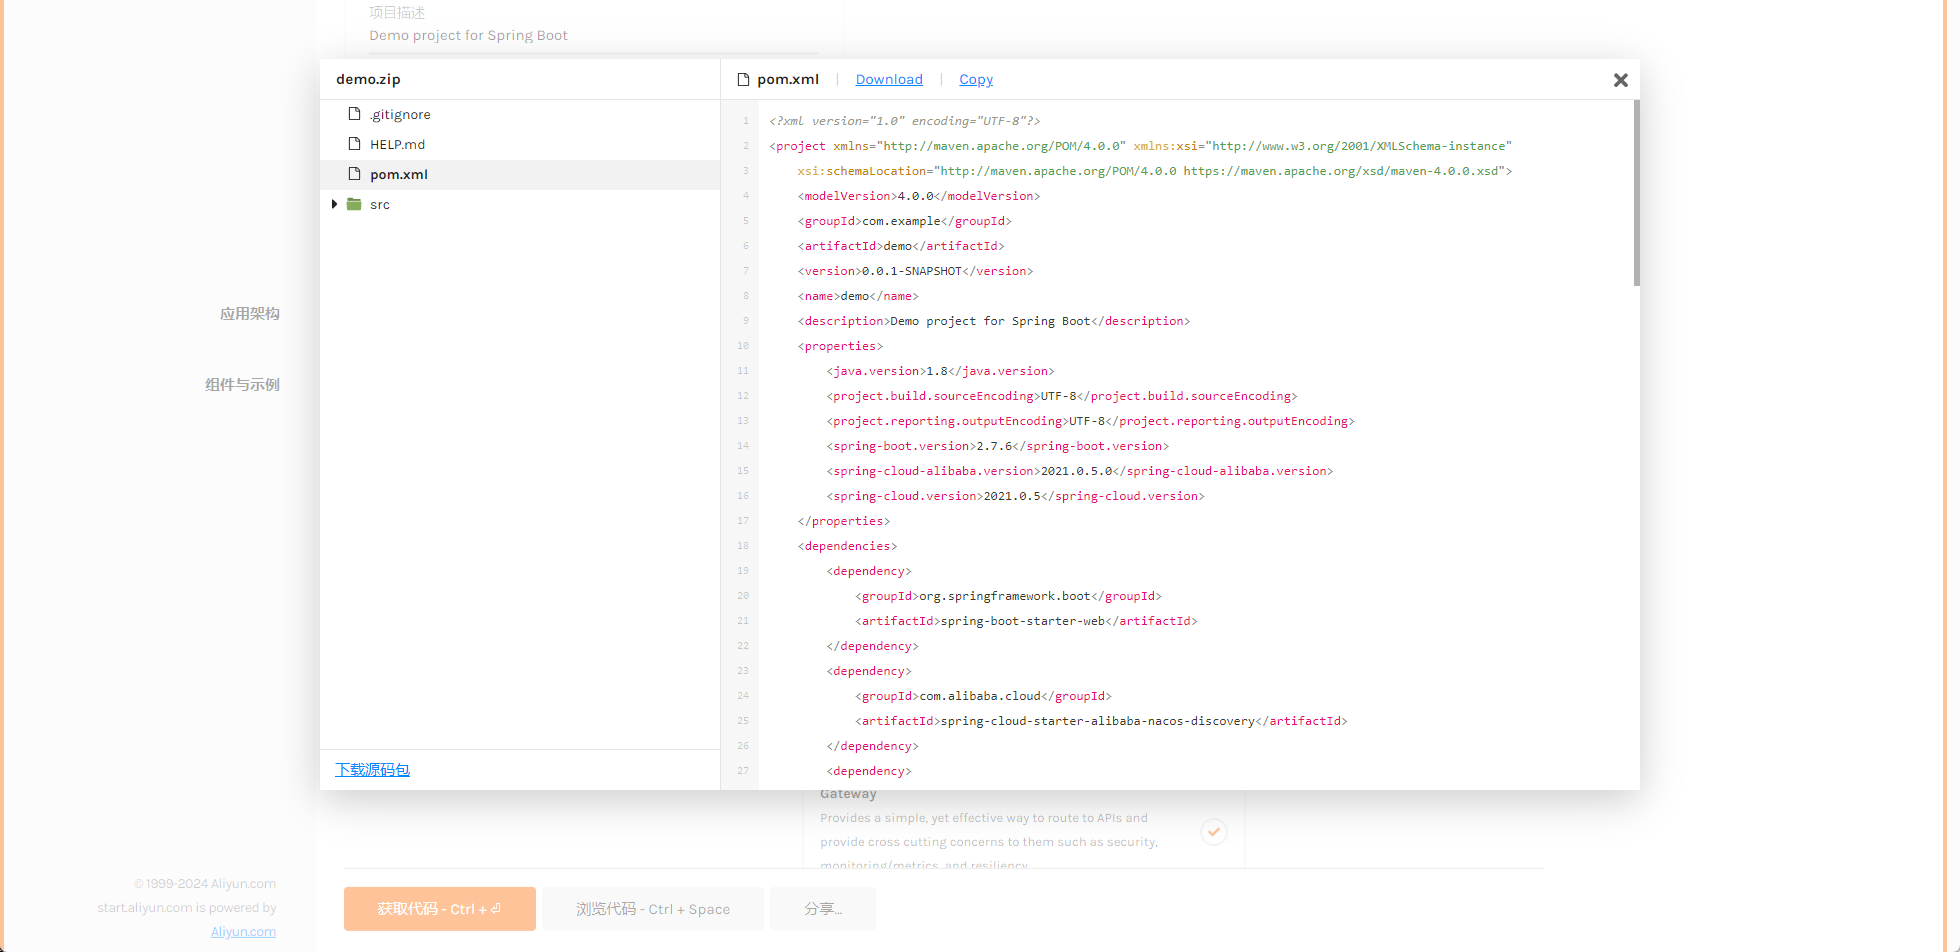 项目描述
Demo project for Spring Boot
demo.zip
.gitignore
HELP.md
pom.xml
src
下载源码包
pom.xml | Download | Copy
1 <?xml version="1.0" encoding="UTF-8"?>
2 <project xmlns="http://maven.apache.org/POM/4.0.0" xmlns:xsi="http://www.w3.org/2001/XMLSchema-instance"
3 xsi:schemaLocation="http://maven.apache.org/POM/4.0.0 https://maven.apache.org/xsd/maven-4.0.0.xsd">
4 <modelVersion>4.0.0</modelVersion>
5 <groupId>com.example</groupId>
6 <artifactId>demo</artifactId>
7 <version>0.0.1-SNAPSHOT</version>
8 <name>demo</name>
9 <description>Demo project for Spring Boot</description>
10 <properties>
11 <java.version>1.8</java.version>
12 <project.build.sourceEncoding>UTF-8</project.build.sourceEncoding>
13 <project.reporting.outputEncoding>UTF-8</project.reporting.outputEncoding>
14 <spring-boot.version>2.7.6</spring-boot.version>
15 <spring-cloud-alibaba.version>2021.0.5.0</spring-cloud-alibaba.version>
16 <spring-cloud.version>2021.0.5</spring-cloud.version>
17 </properties>
18 <dependencies>
19 <dependency>
20 <groupId>org.springframework.boot</groupId>
21 <artifactId>spring-boot-starter-web</artifactId>
22 </dependency>
23 <dependency>
24 <groupId>com.alibaba.cloud</groupId>
25 <artifactId>spring-cloud-starter-alibaba-nacos-discovery</artifactId>
26 </dependency>
27 <dependency>
应用架构
组件与示例
Gateway
Provides a simple, yet effective way to route to APIs and
provide cross cutting concerns to them such as security,
monitoring/metrics, and resiliency
© 1999-2024 Aliyun.com
start.aliyun.com is powered by
Aliyun.com
获取代码 - Ctrl + ⏎
浏览代码 - Ctrl + Space
分享...